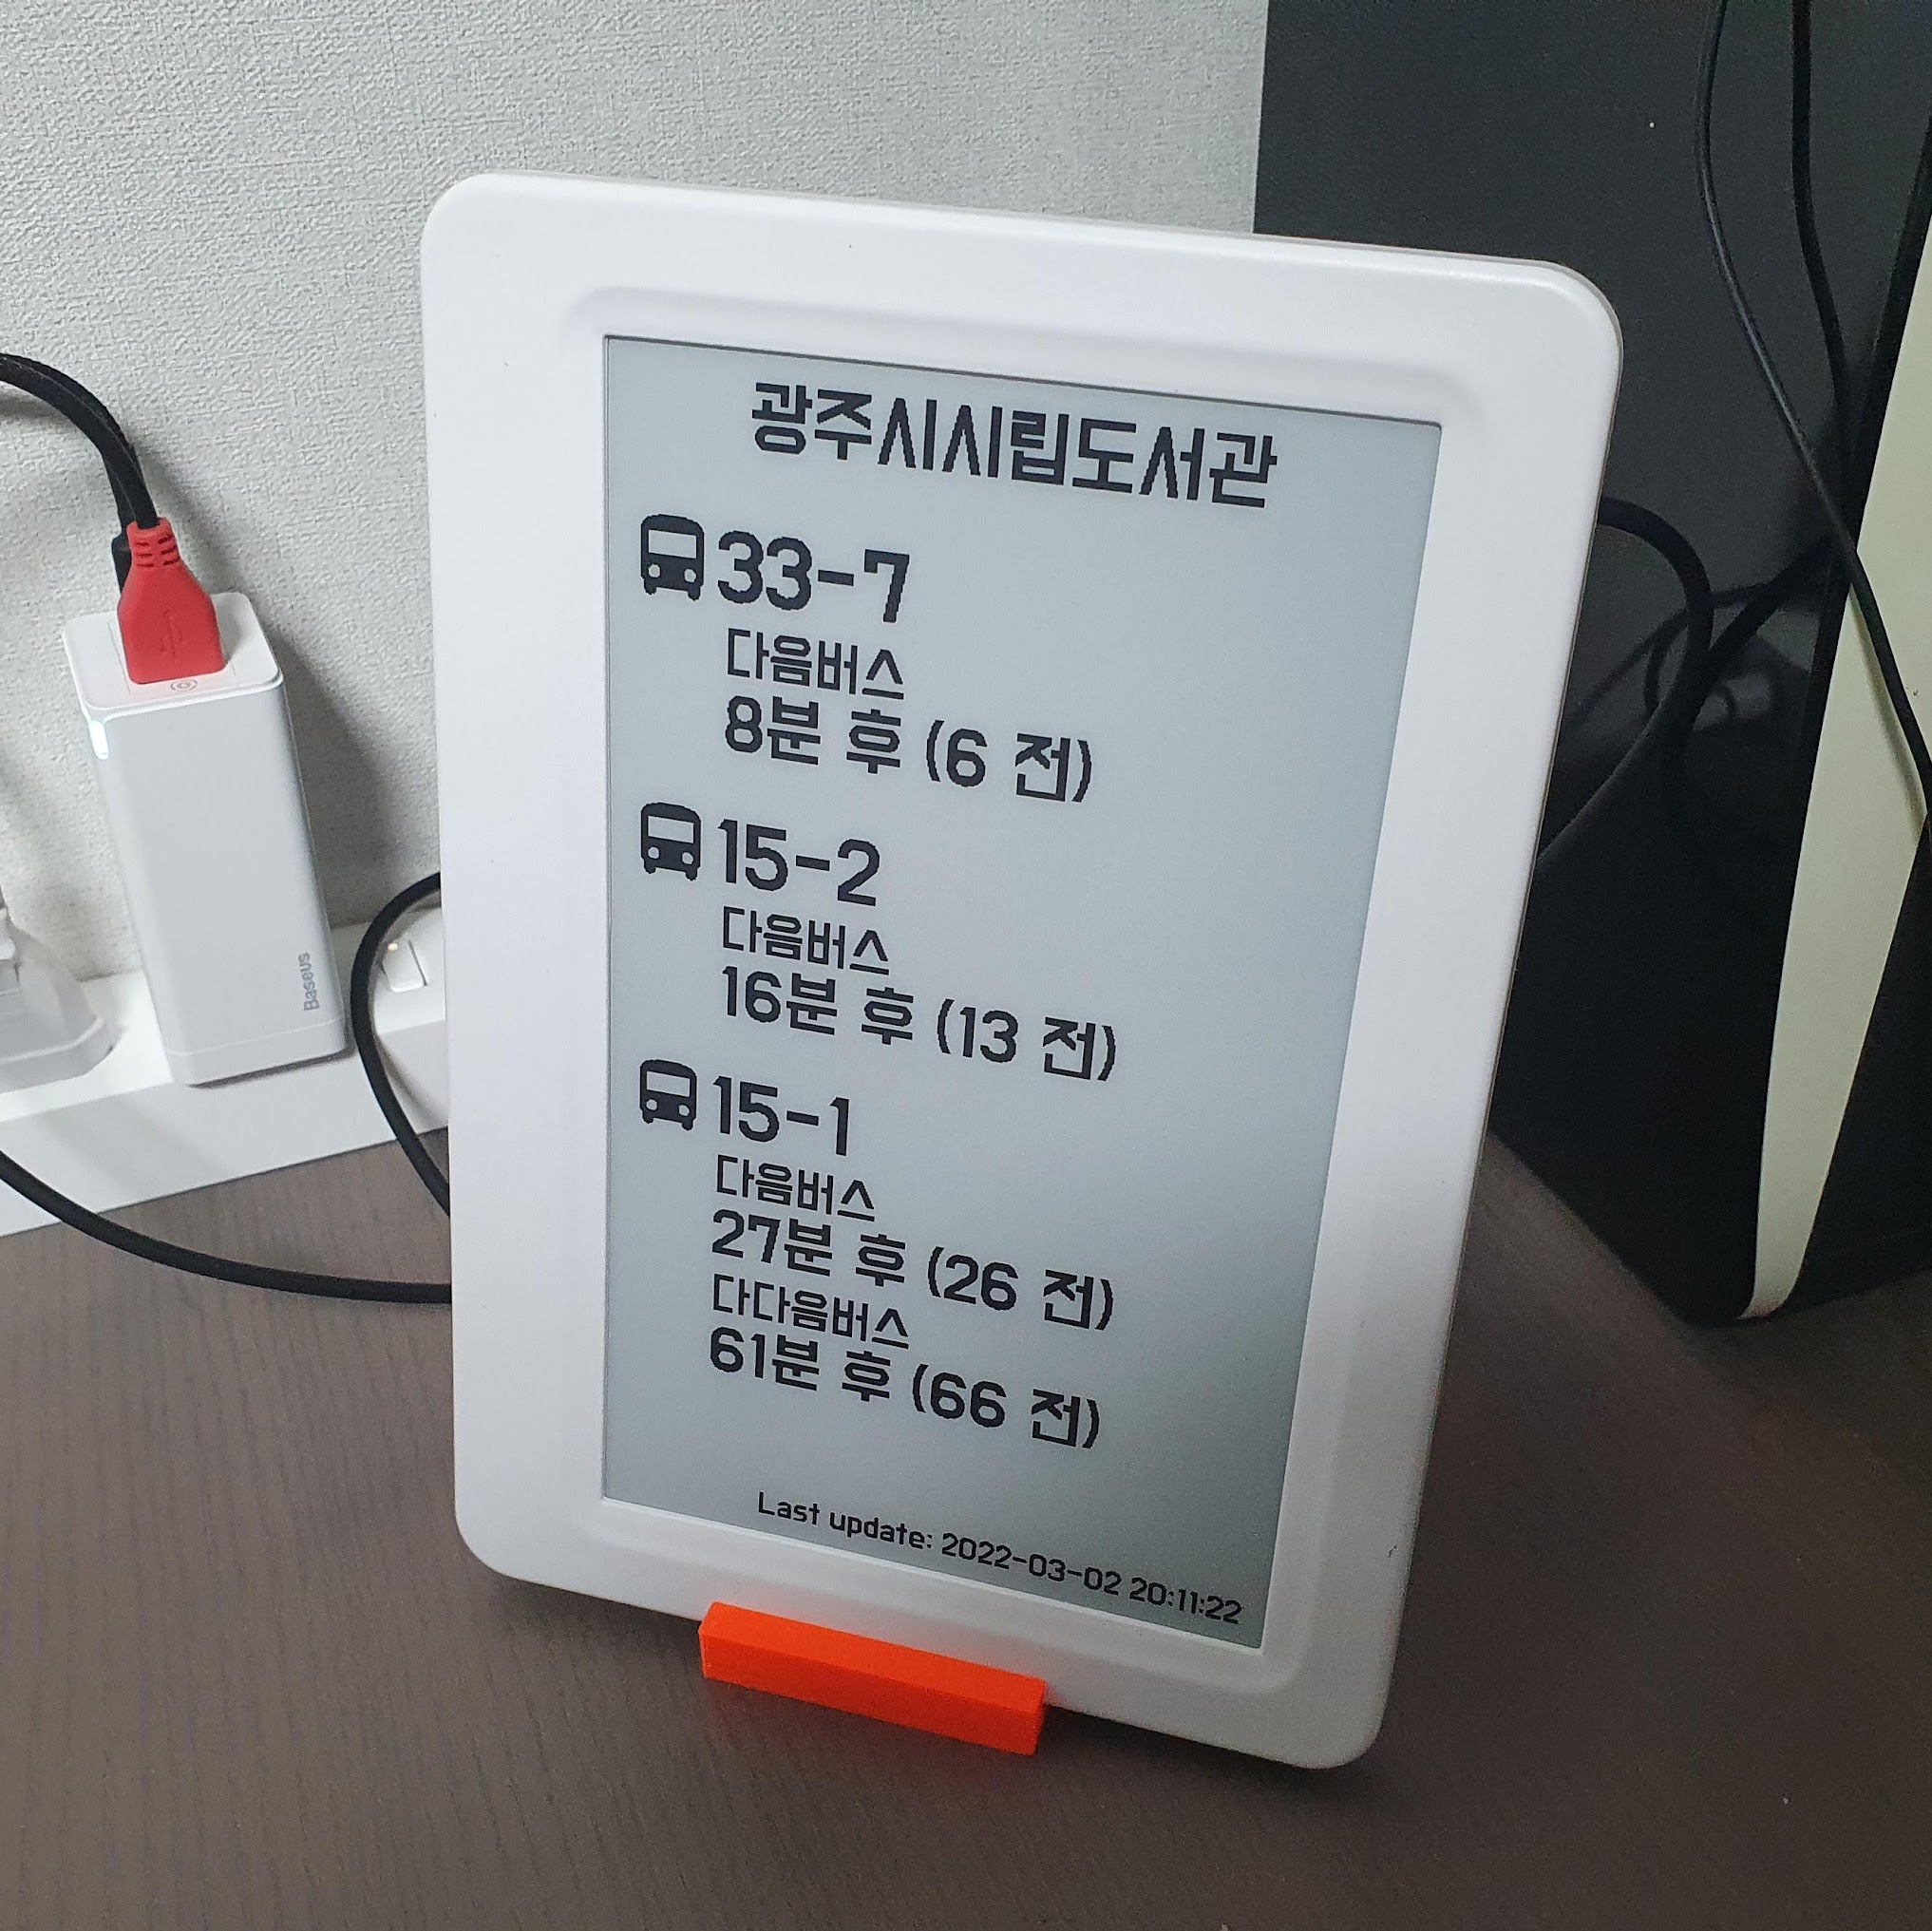 광주시시립도서관
33-7
다음버스
8분 후 (6 전)
15-2
다음버스
16분 후 (13 전)
15-1
다음버스
27분 후 (26 전)
다다음버스
61분 후 (66 전)
Last update: 2022-03-02 20:11:22
Baseus